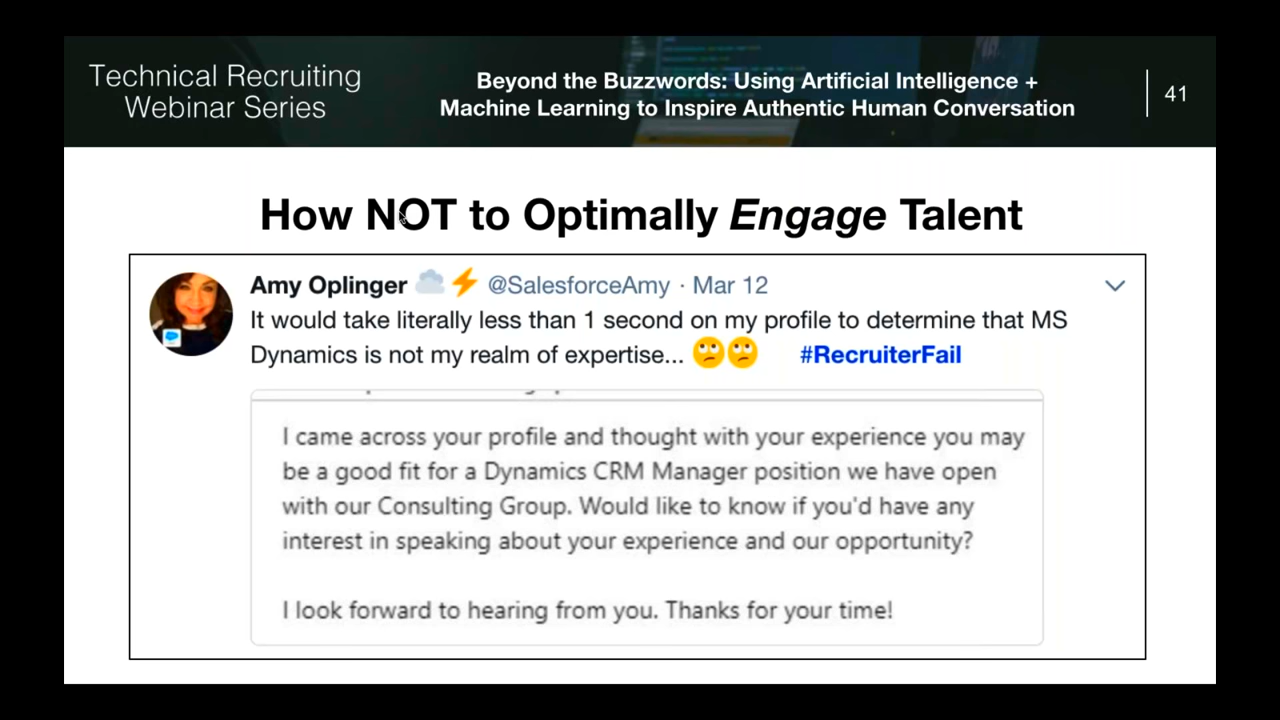 Technical Recruiting
Webinar Series
Beyond the Buzzwords: Using Artificial Intelligence +
Machine Learning to Inspire Authentic Human Conversation
41
How NOT to Optimally Engage Talent
Amy Oplinger ☁️⚡ @SalesforceAmy · Mar 12
It would take literally less than 1 second on my profile to determine that MS
Dynamics is not my realm of expertise... 🙄🙄 #RecruiterFail
I came across your profile and thought with your experience you may
be a good fit for a Dynamics CRM Manager position we have open
with our Consulting Group. Would like to know if you'd have any
interest in speaking about your experience and our opportunity?
I look forward to hearing from you. Thanks for your time!